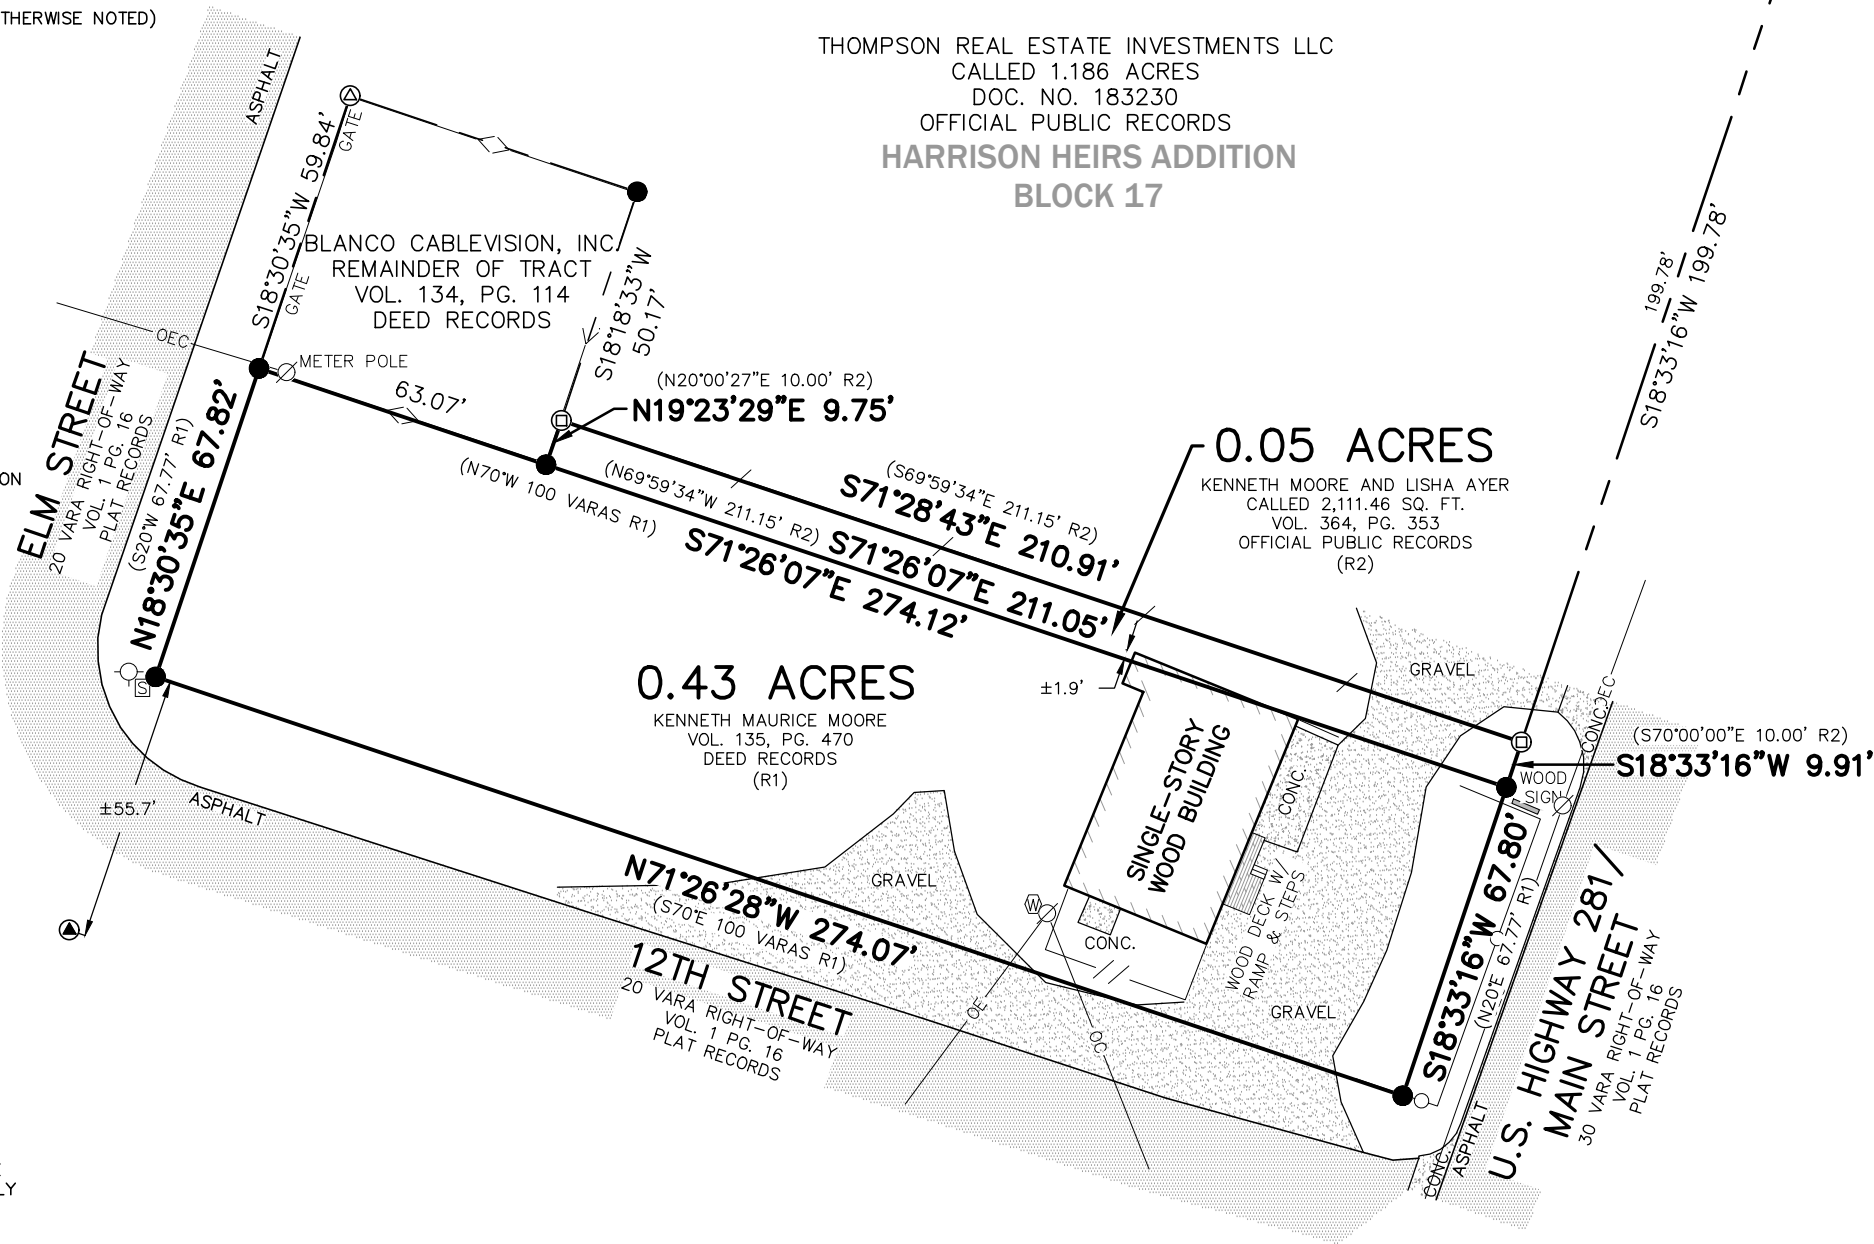 THERWISE NOTED)
THOMPSON REAL ESTATE INVESTMENTS LLC
CALLED 1.186 ACRES
DOC. NO. 183230
OFFICIAL PUBLIC RECORDS
HARRISON HEIRS ADDITION
BLOCK 17
ASPHALT
S18°30'35"W 59.84'
GATE
GATE
BLANCO CABLEVISION, INC.
REMAINDER OF TRACT
VOL. 134, PG. 114
DEED RECORDS
S18°18'33"W
50.17'
199.78'
S18°33'16"W 199.78'
OEC
METER POLE
63.07'
(N20°00'27"E 10.00' R2)
N19°23'29"E 9.75'
ELM STREET
20 VARA RIGHT-OF-WAY
VOL. 1 PG. 16
PLAT RECORDS
(S20°W 67.77' R1)
N18°30'35"E 67.82'
ON
(N70°W 100 VARAS R1)
(N69°59'34"W 211.15' R2)
(S69°59'34"E 211.15' R2)
S71°28'43"E 210.91'
S71°26'07"E 211.05'
S71°26'07"E 274.12'
0.05 ACRES
KENNETH MOORE AND LISHA AYER
CALLED 2,111.46 SQ. FT.
VOL. 364, PG. 353
OFFICIAL PUBLIC RECORDS
(R2)
0.43 ACRES
KENNETH MAURICE MOORE
VOL. 135, PG. 470
DEED RECORDS
(R1)
±1.9'
GRAVEL
CONC.
OEC
(S70°00'00"E 10.00' R2)
S18°33'16"W 9.91'
WOOD
SIGN
S
SINGLE-STORY
WOOD BUILDING
CONC.
±55.7'
ASPHALT
GRAVEL
N71°26'28"W 274.07'
(S70°E 100 VARAS R1)
W
CONC.
WOOD DECK W/
RAMP & STEPS
S18°33'16"W 67.80'
(N20°E 67.77' R1)
12TH STREET
20 VARA RIGHT-OF-WAY
VOL. 1 PG. 16
PLAT RECORDS
OE
OC
GRAVEL
U.S. HIGHWAY 281/
MAIN STREET
30 VARA RIGHT-OF-WAY
VOL. 1 PG. 16
PLAT RECORDS
ASPHALT
CONC.
LY